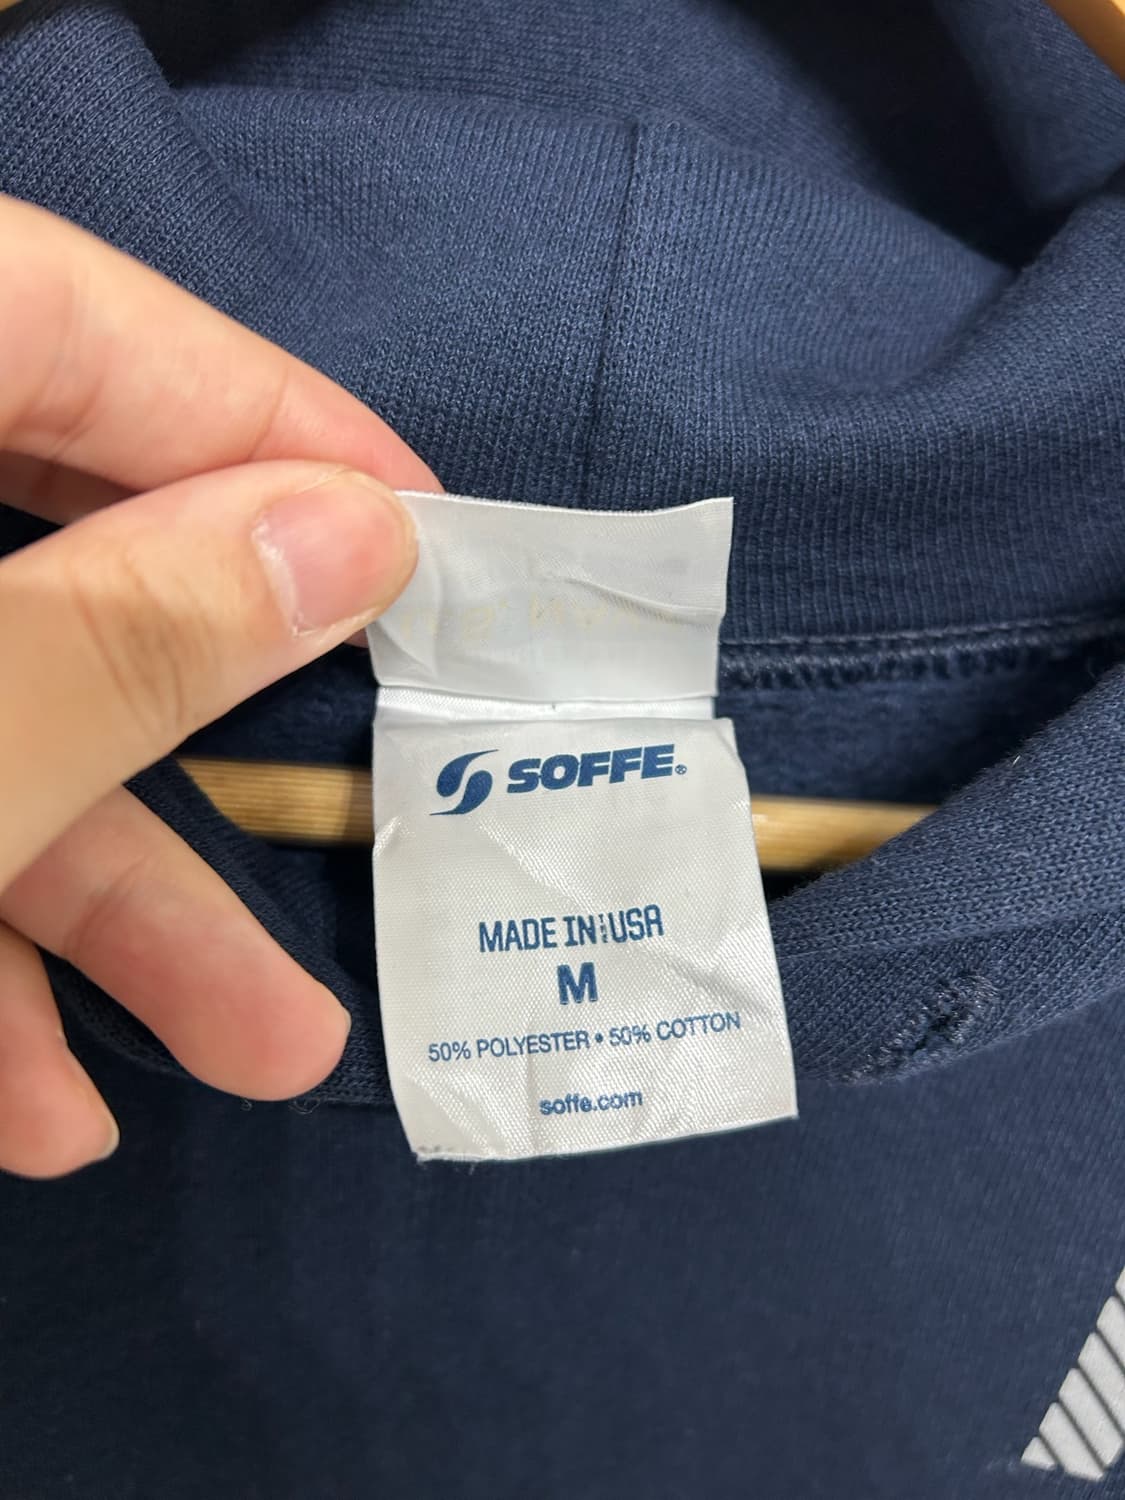 SOFFE®
MADE IN USA
M
50% POLYESTER • 50% COTTON
soffe.com